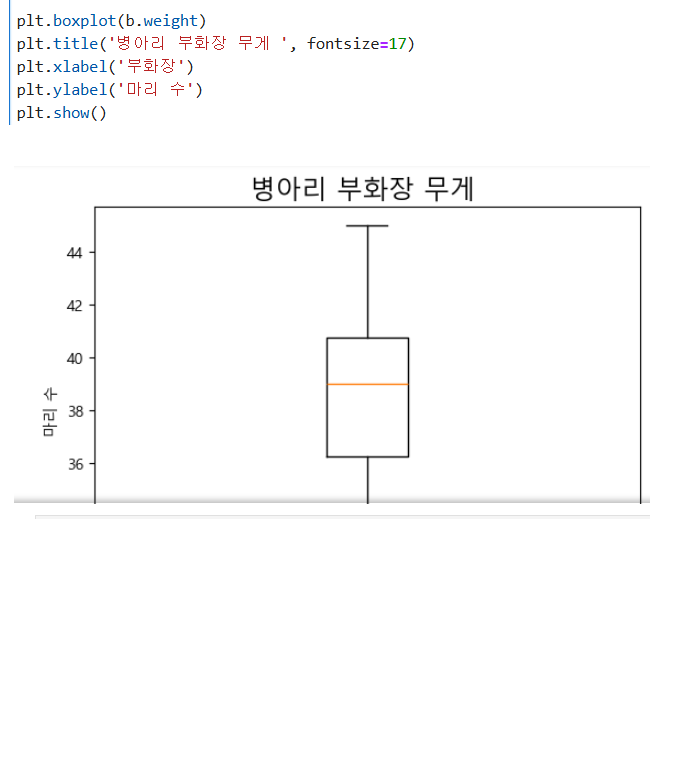 plt.boxplot(b.weight)
plt.title('병아리 부화장 무게 ', fontsize=17)
plt.xlabel('부화장')
plt.ylabel('마리 수')
plt.show()
병아리 부화장 무게
44
42
40
마리 수
38
36